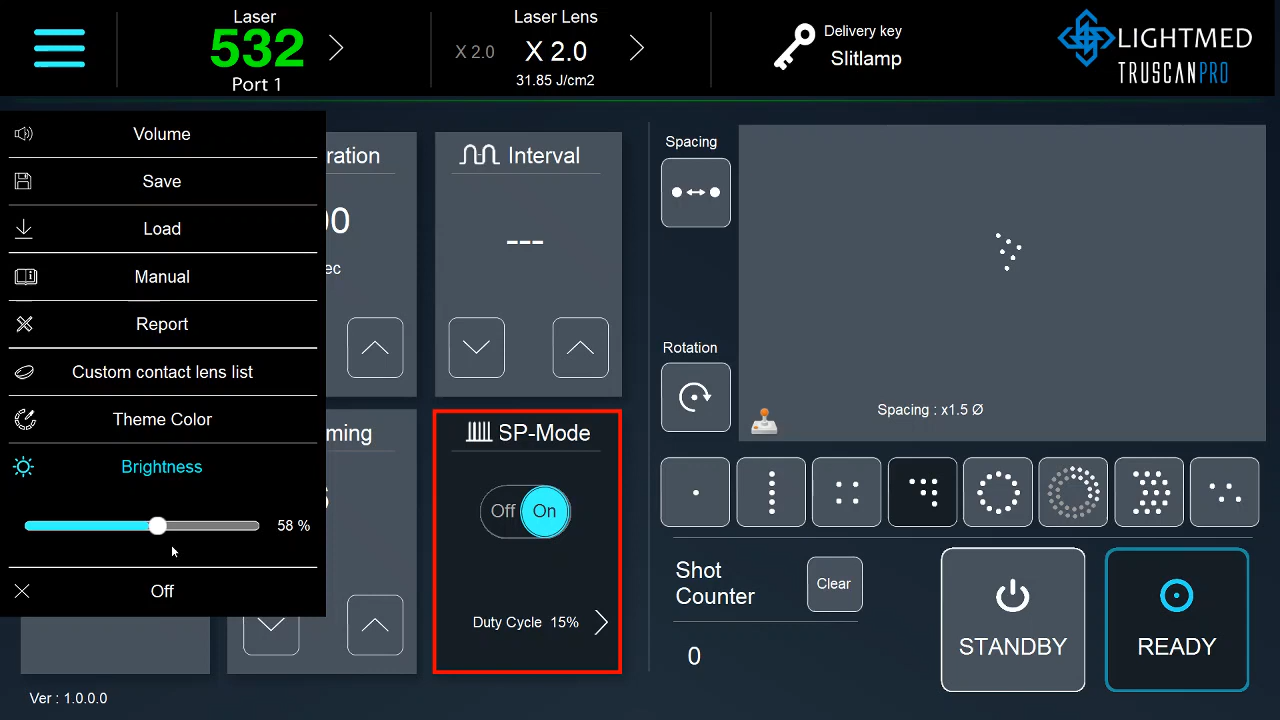 Laser
532
Port 1
Laser Lens
X 2.0
X 2.0
31.85 J/cm2
Delivery key
Slitlamp
LIGHTMED
TRUSCANPRO
Volume
Save
Load
Manual
Report
Custom contact lens list
Theme Color
Brightness
58 %
Off
ration
00
ec
Interval
---
ming
SP-Mode
Off
On
Duty Cycle 15%
Spacing
Rotation
Spacing : x1.5 Ø
Shot
Counter
Clear
0
STANDBY
READY
Ver : 1.0.0.0